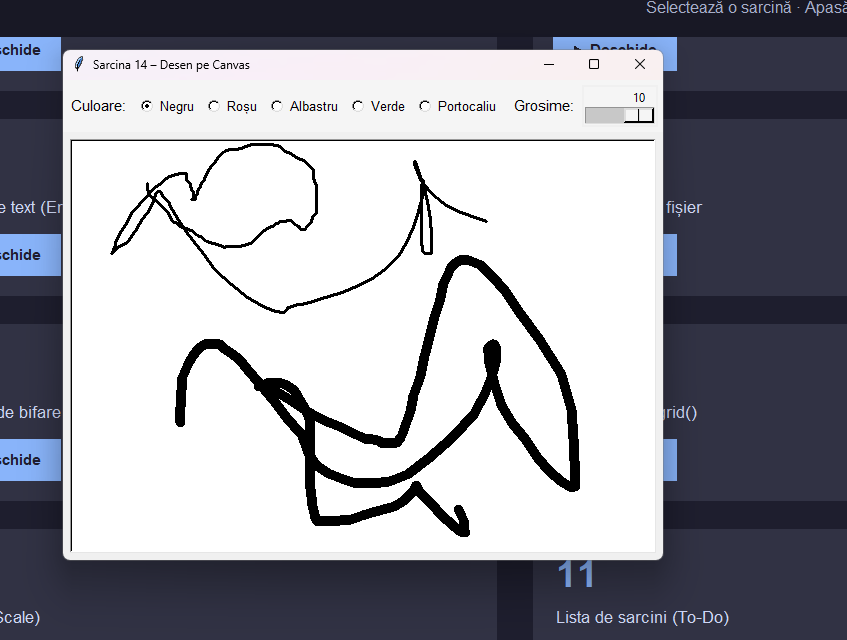 Selectează o sarcină · Apasă
schide
Deschide
Sarcina 14 – Desen pe Canvas
Culoare: Negru Roșu Albastru Verde Portocaliu Grosime: 10
e text (En
fișier
schide
de bifare
grid()
schide
11
Scale)
Lista de sarcini (To-Do)